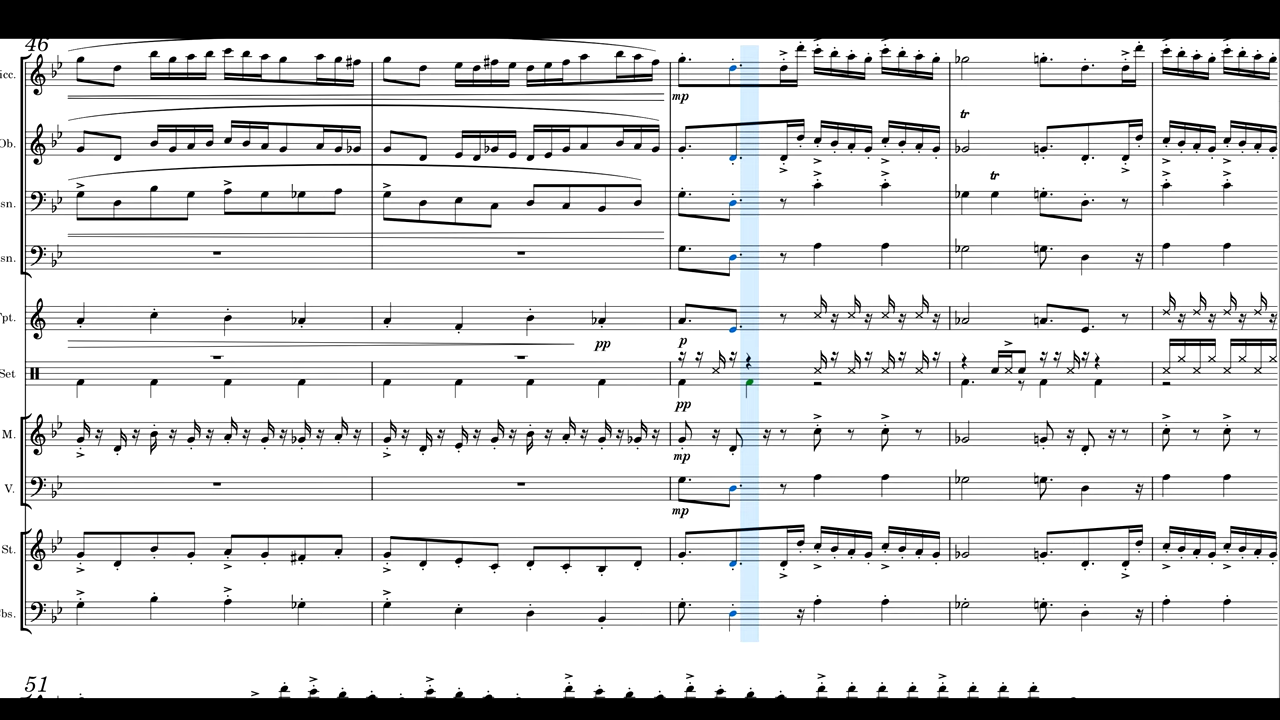 46
icc.
Ob.
sn.
sn.
pt.
Set
M.
V.
St.
bs.
mp
tr
tr
p
pp
pp
mp
mp
51